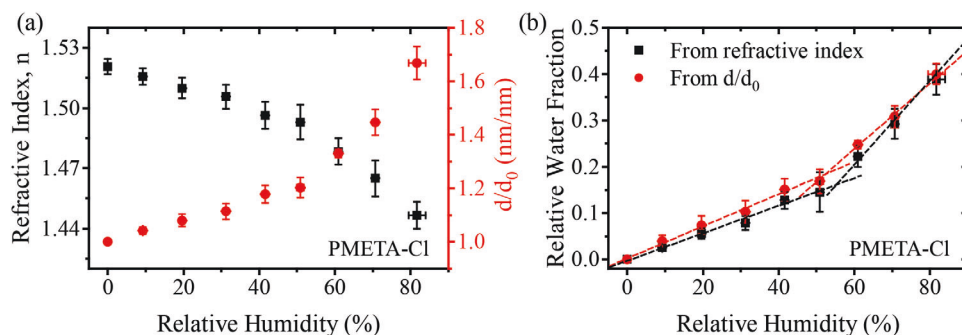 (a)
1.53
1.50
1.47
1.44
Refractive Index, n
1.8
1.6
1.4
1.2
1.0
d/d₀ (nm/nm)
PMETA-Cl
0 20 40 60 80
Relative Humidity (%)
(b)
0.5
0.4
0.3
0.2
0.1
0.0
Relative Water Fraction
From refractive index
From d/d₀
PMETA-Cl
0 20 40 60 80
Relative Humidity (%)